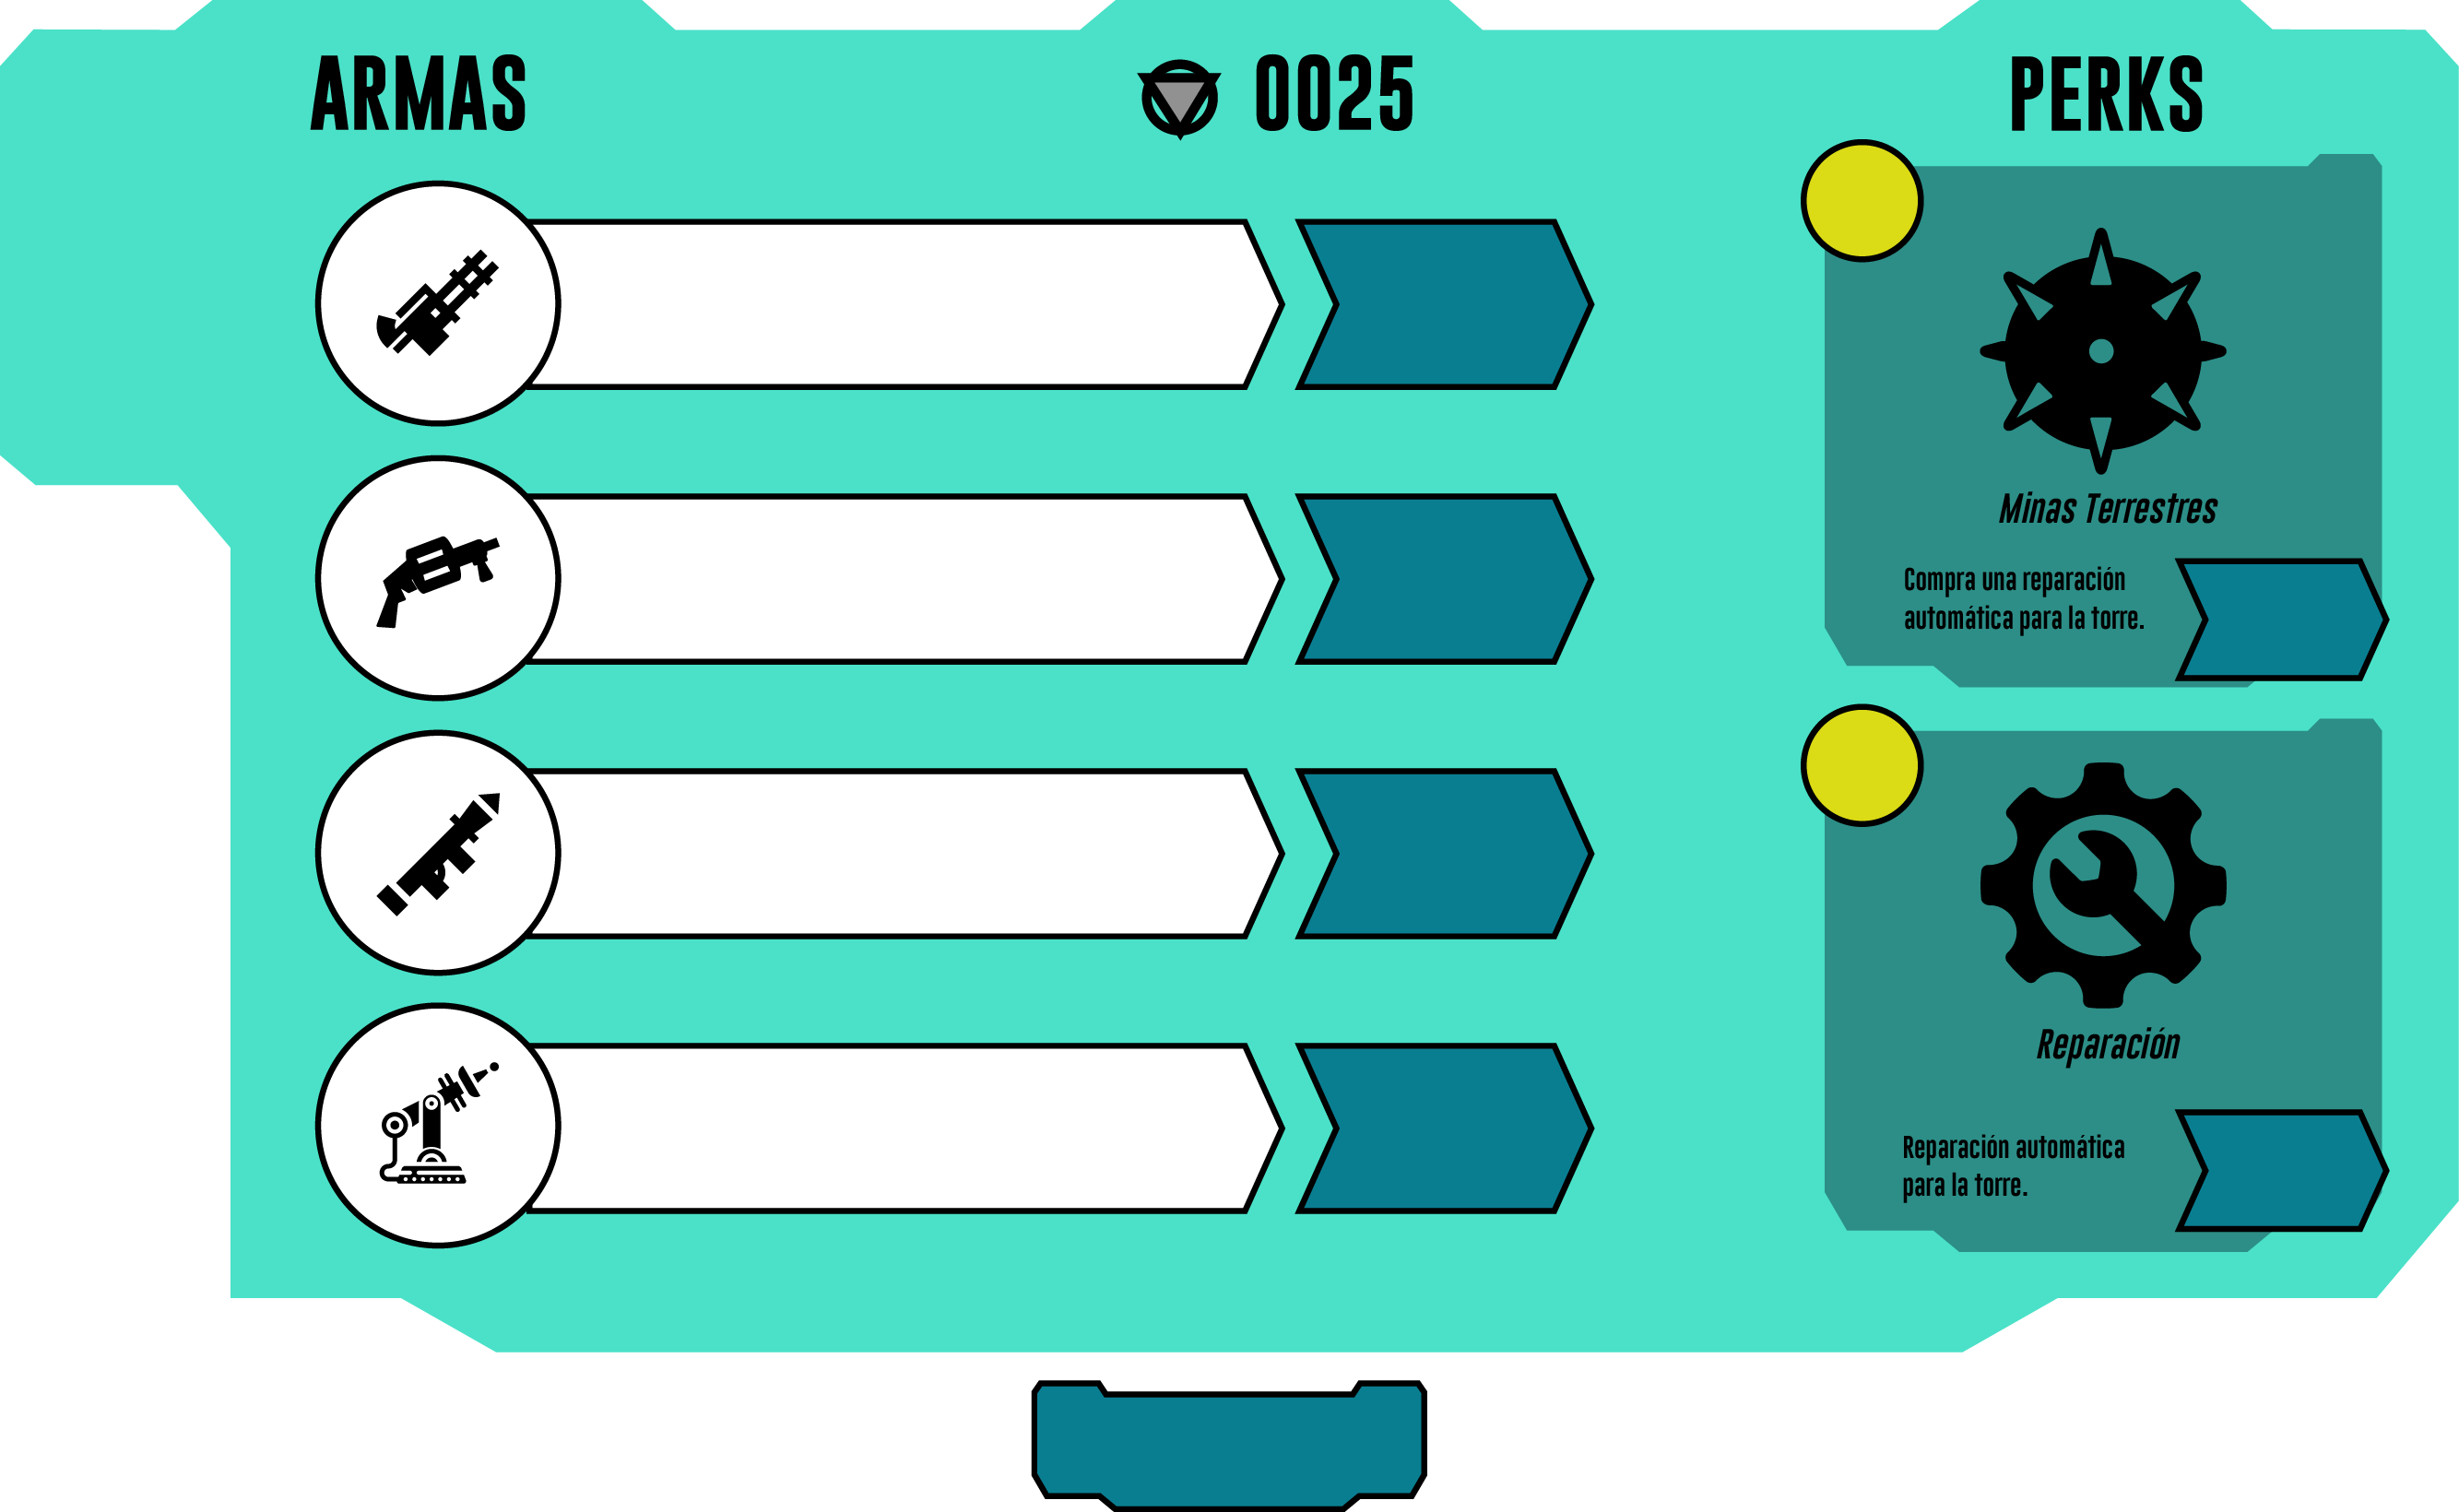 ARMAS
0025
PERKS
Minas Terrestres
Compra una reparación
automática para la torre.
Reparación
Reparación automática
para la torre.